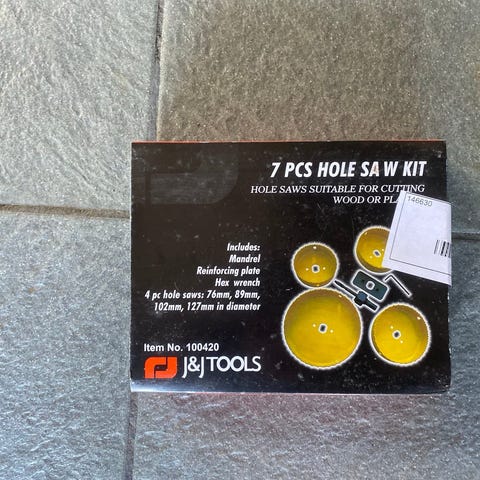 7 PCS HOLE SAW KIT
HOLE SAWS SUITABLE FOR CUTTING
WOOD OR
146630
Includes:
Mandrel
Reinforcing plate
Hex wrench
4 pc hole saws: 76mm, 89mm,
102mm, 127mm in diameter
Item No. 100420
J&J TOOLS